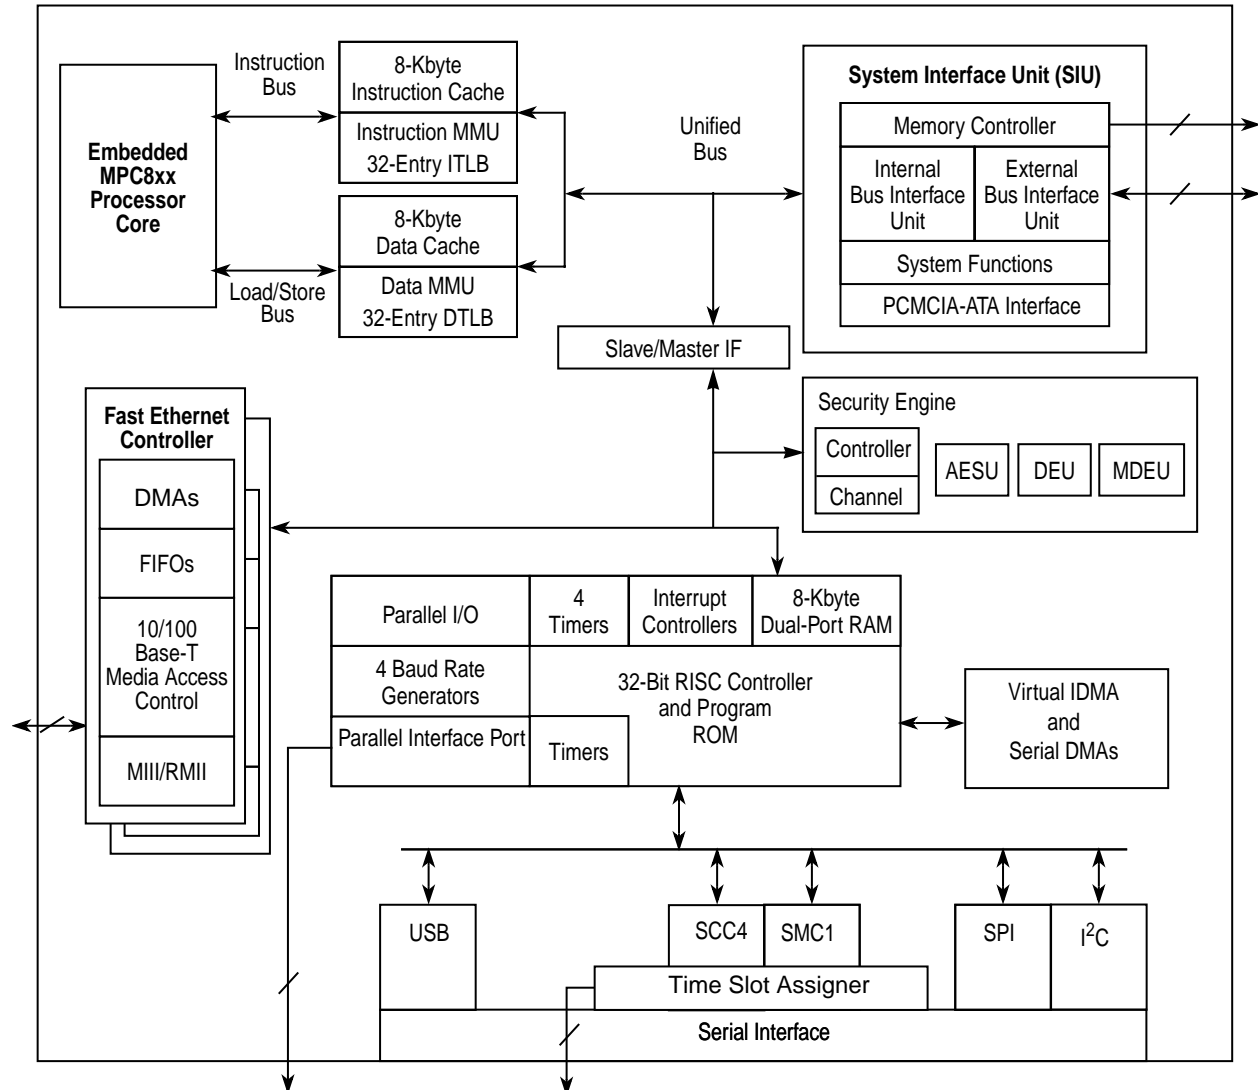 Embedded
MPC8xx
Processor
Core
Instruction
Bus
Load/Store
Bus
8-Kbyte
Instruction Cache
Instruction MMU
32-Entry ITLB
8-Kbyte
Data Cache
Data MMU
32-Entry DTLB
Unified
Bus
System Interface Unit (SIU)
Memory Controller
Internal
Bus Interface
Unit
External
Bus Interface
Unit
System Functions
PCMCIA-ATA Interface
Slave/Master IF
Security Engine
Controller
Channel
AESU
DEU
MDEU
Fast Ethernet
Controller
DMAs
FIFOs
10/100
Base-T
Media Access
Control
MIII/RMII
Parallel I/O
4
Timers
Interrupt
Controllers
8-Kbyte
Dual-Port RAM
4 Baud Rate
Generators
32-Bit RISC Controller
and Program
ROM
Parallel Interface Port
Timers
Virtual IDMA
and
Serial DMAs
USB
SCC4
SMC1
SPI
I²C
Time Slot Assigner
Serial Interface